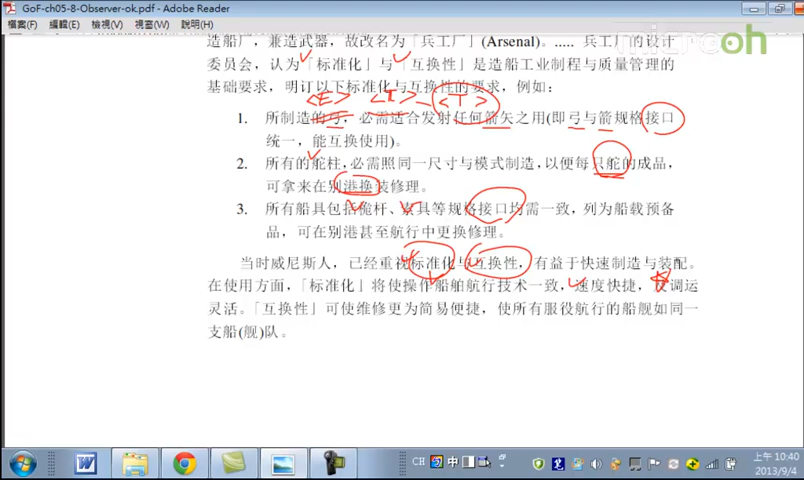 GoF-ch05-8-Observer-ok.pdf - Adobe Reader
檔案(F) 編輯(E) 檢視(V) 視窗(W) 說明(H)
microoh
造船厂，兼造武器，故改名为「兵工厂」(Arsenal)。..... 兵工厂的设计
委员会，认为「标准化」与「互换性」是造船工业制程与质量管理的
基础要求，明订以下标准化与互换性的要求，例如：
<E> <I> - <T>
1. 所制造的弓，必需适合发射任何箭矢之用(即弓与箭规格接口
统一，能互换使用)。
2. 所有的舵柱，必需照同一尺寸与模式制造，以便每只舵的成品，
可拿来在别港换装修理。
3. 所有船具包括桅杆、索具等规格接口均需一致，列为船载预备
品，可在别港甚至航行中更换修理。
当时威尼斯人，已经重视标准化与互换性，有益于快速制造与装配。
在使用方面，「标准化」将使操作船舶航行技术一致，速度快捷，调运
灵活。「互换性」可使维修更为简易便捷，使所有服役航行的船舰如同一
支船(舰)队。
CH 中
上午 10:40
2013/9/4